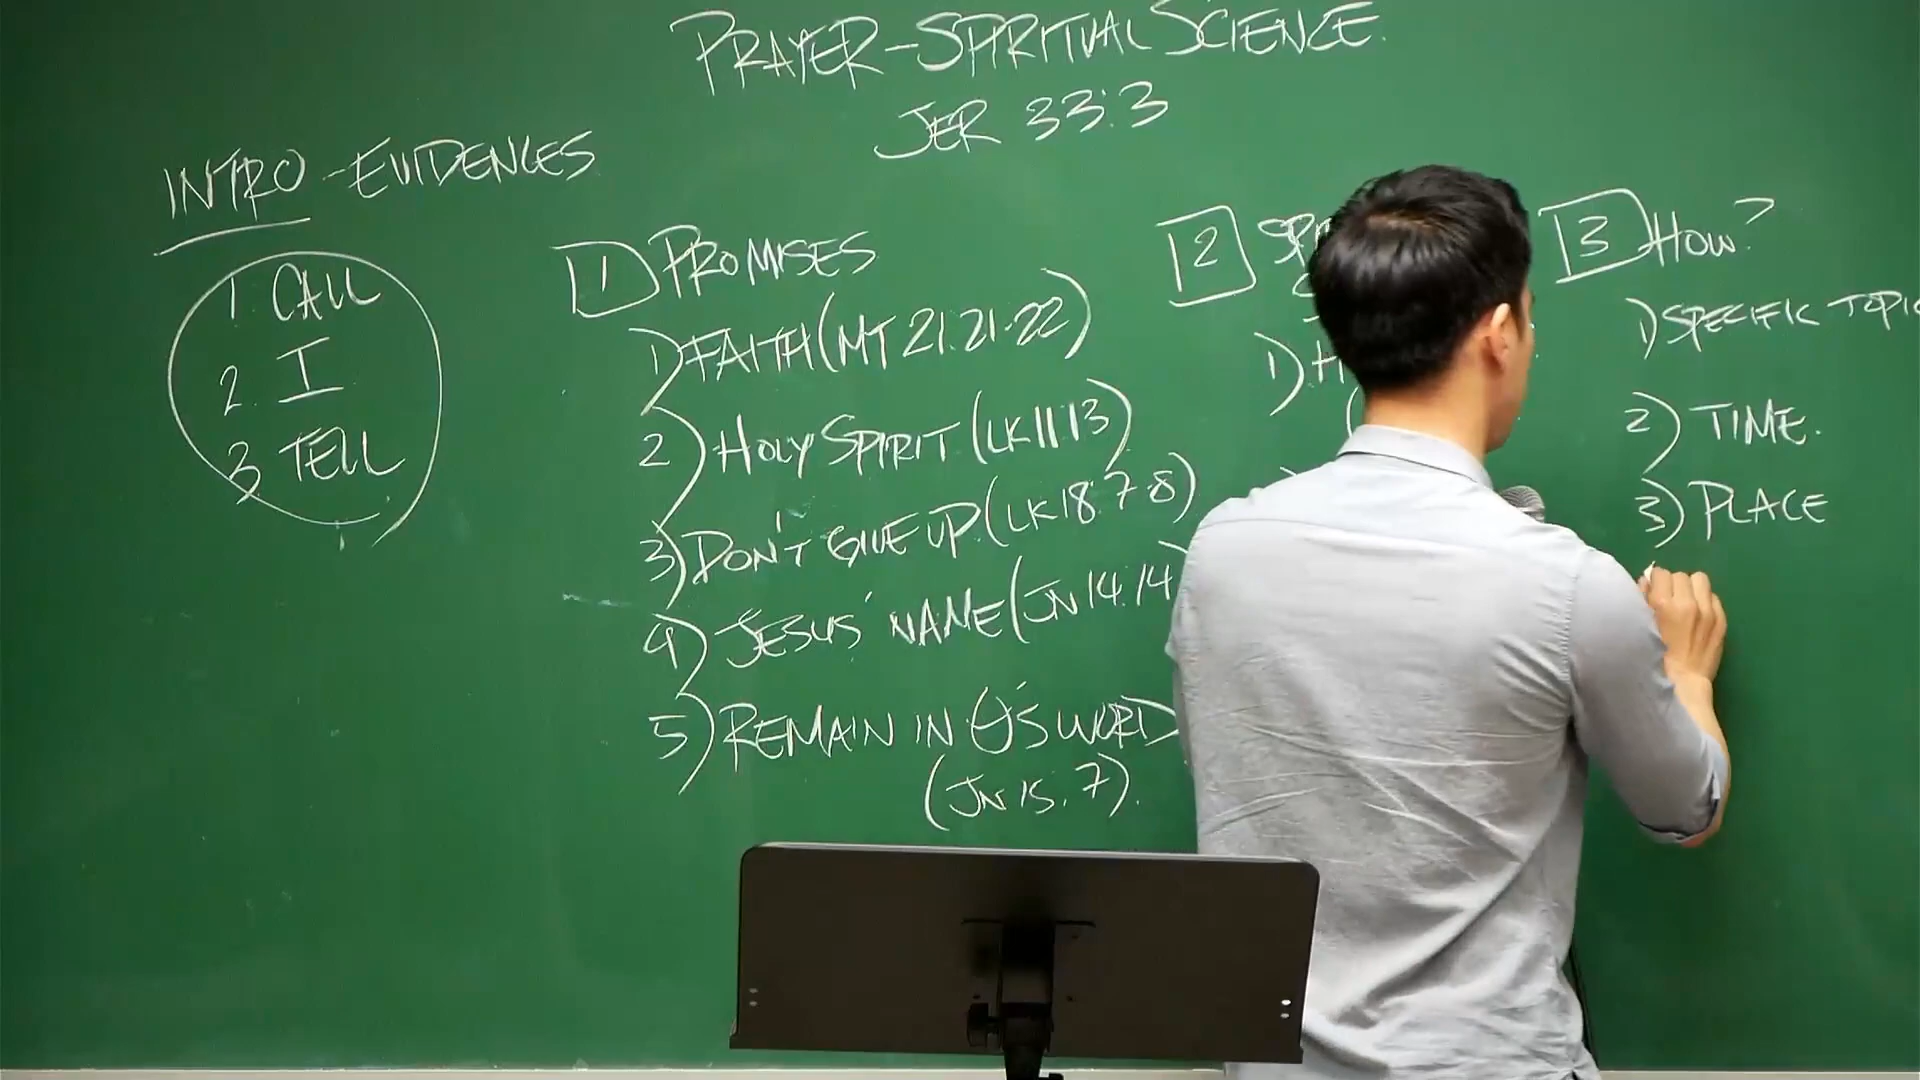 PRAYER-SPIRITUAL SCIENCE.
JER 33:3
INTRO - EVIDENCES
1 CALL
2. I
3 TELL
1 PROMISES
1) FAITH (MT 21:21-22)
2) HOLY SPIRIT (LK 11:13)
3) DON'T GIVE UP (LK 18:7-8)
4) JESUS' NAME (JN 14:14)
5) REMAIN IN θ'S WORD
(JN 15:7).
2
1)
3 HOW?
1) SPECIFIC TOPIC
2) TIME.
3) PLACE